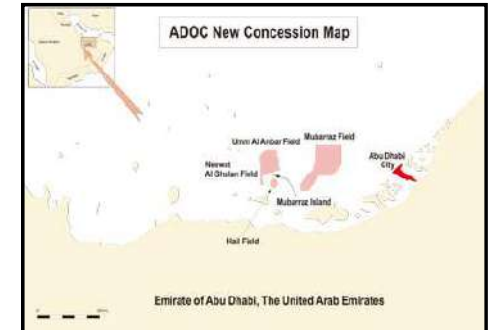 ADOC New Concession Map
Umm Al Anbar Field
Mubarraz Field
Neewat
Al Ghalan Field
Abu Dhabi
City
Mubarraz Island
Hail Field
Emirate of Abu Dhabi, The United Arab Emirates